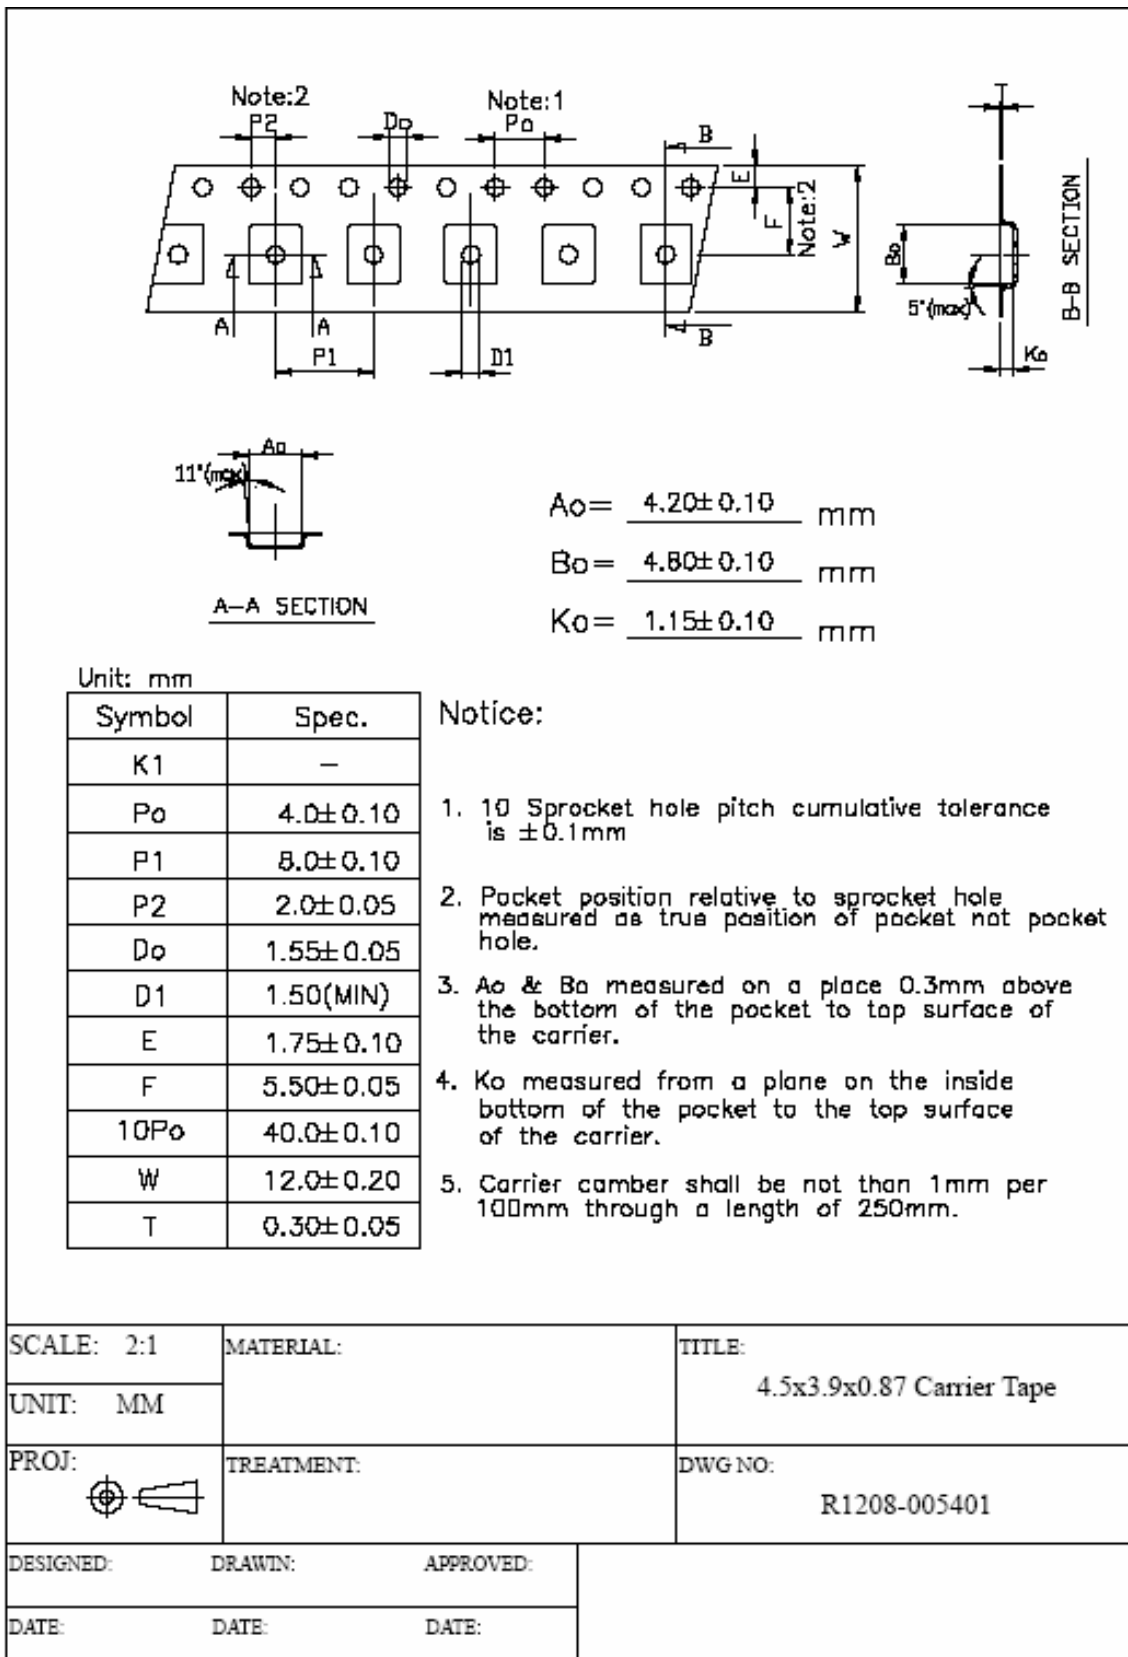 Note:2
Note:1
P2
Do
Po
B
T
E
F
Note:2
W
Bo
5°(max)
B-B SECTION
A
A
P1
D1
B
Ko
Ao
11°(max)
A-A SECTION
Ao= 4.20±0.10 mm
Bo= 4.80±0.10 mm
Ko= 1.15±0.10 mm
Unit: mm
Symbol Spec.
K1 –
Po 4.0±0.10
P1 8.0±0.10
P2 2.0±0.05
Do 1.55±0.05
D1 1.50(MIN)
E 1.75±0.10
F 5.50±0.05
10Po 40.0±0.10
W 12.0±0.20
T 0.30±0.05
Notice:
1. 10 Sprocket hole pitch cumulative tolerance
is ±0.1mm
2. Pocket position relative to sprocket hole
measured as true position of pocket not pocket
hole.
3. Ao & Bo measured on a place 0.3mm above
the bottom of the pocket to top surface of
the carrier.
4. Ko measured from a plane on the inside
bottom of the pocket to the top surface
of the carrier.
5. Carrier camber shall be not than 1mm per
100mm through a length of 250mm.
SCALE: 2:1
MATERIAL:
TITLE:
4.5x3.9x0.87 Carrier Tape
UNIT: MM
PROJ:
TREATMENT:
DWG NO:
R1208-005401
DESIGNED: DRAWIN: APPROVED:
DATE: DATE: DATE: